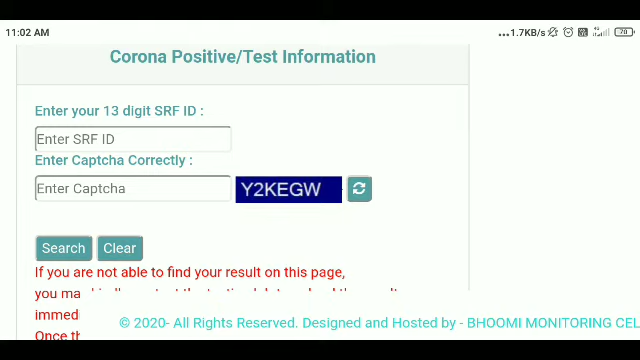 11:02 AM
...1.7KB/s 4G 70
Corona Positive/Test Information
Enter your 13 digit SRF ID :
Enter SRF ID
Enter Captcha Correctly :
Enter Captcha Y2KEGW
Search Clear
If you are not able to find your result on this page,
you
© 2020- All Rights Reserved. Designed and Hosted by - BHOOMI MONITORING CEL
Once